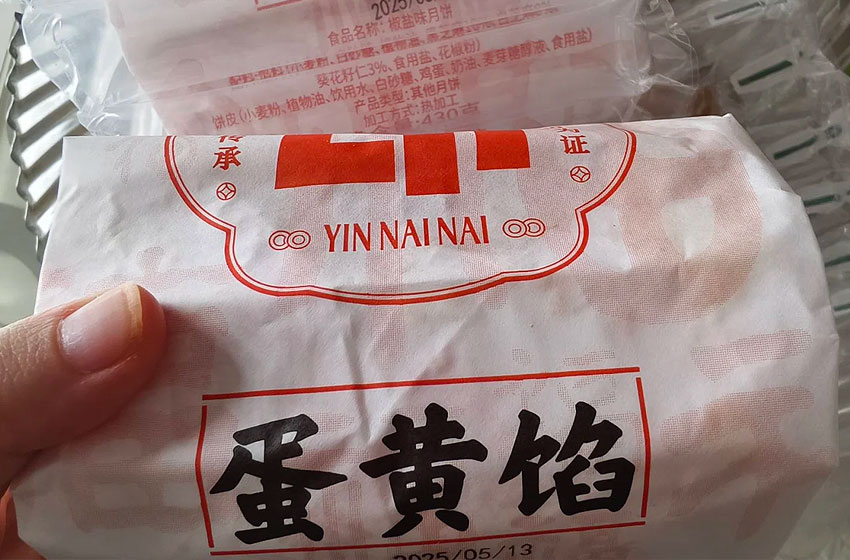 2025/0
食品名称:椒盐味月饼
葵花籽仁3%、食用盐、花椒粉)
饼皮(小麦粉、植物油、饮用水、白砂糖、鸡蛋、奶油、麦芽糖醇液、食用盐)
产品类型:其他月饼
加工方式:热加工
430克
传承
证
YIN NAI NAI
蛋黄馅
2025/05/13